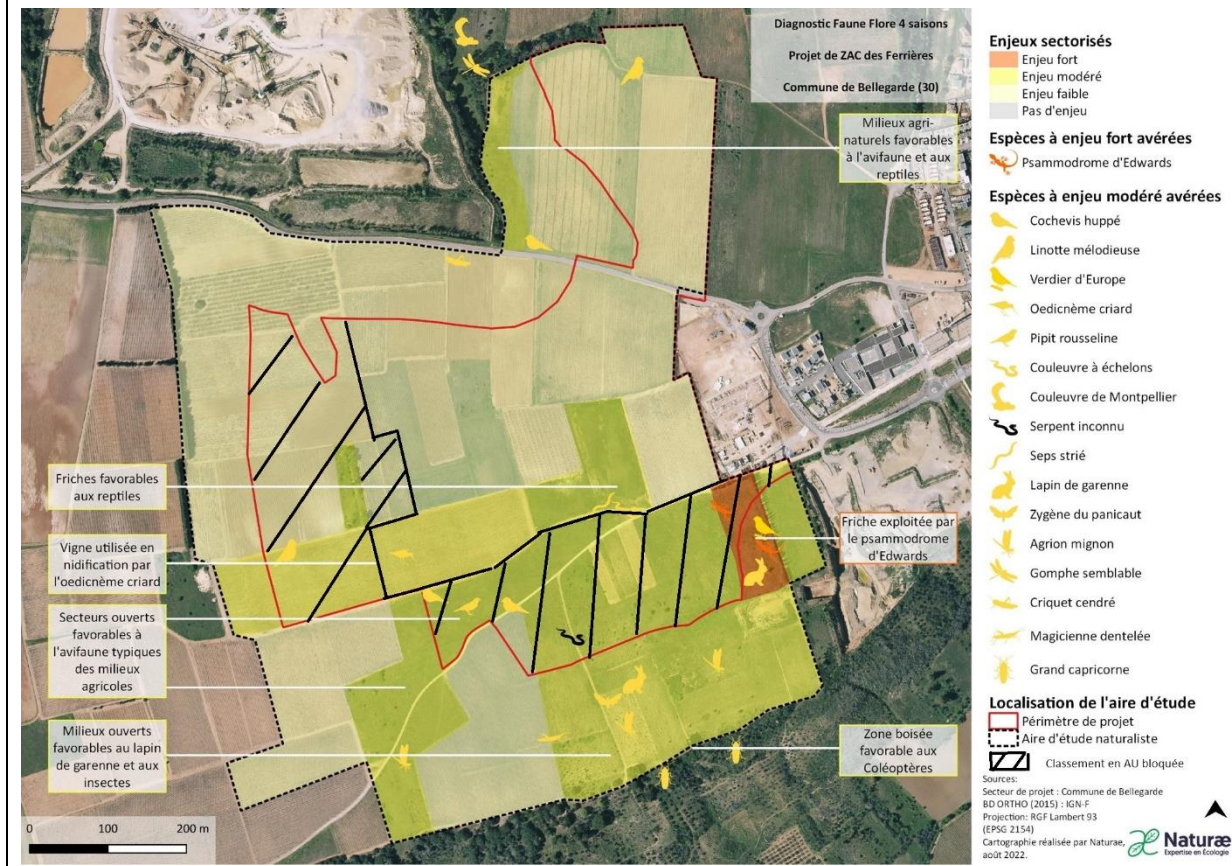 Diagnostic Faune Flore 4 saisons
Projet de ZAC des Ferrières
Commune de Bellegarde (30)
Milieux agri-
naturels favorables
à l'avifaune et aux
reptiles
Friches favorables
aux reptiles
Vigne utilisée en
nidification par
l'oedicnème criard
Secteurs ouverts
favorables à
l'avifaune typiques
des milieux
agricoles
Milieux ouverts
favorables au lapin
de garenne et aux
insectes
Friche exploitée par
le psammodrome
d'Edwards
Zone boisée
favorable aux
Coléoptères
0 100 200 m
Enjeux sectorisés
Enjeu fort
Enjeu modéré
Enjeu faible
Pas d'enjeu
Espèces à enjeu fort avérées
Psammodrome d'Edwards
Espèces à enjeu modéré avérées
Cochevis huppé
Linotte mélodieuse
Verdier d'Europe
Oedicnème criard
Pipit rousseline
Couleuvre à échelons
Couleuvre de Montpellier
Serpent inconnu
Seps strié
Lapin de garenne
Zygène du panicaut
Agrion mignon
Gomphe semblable
Criquet cendré
Magicienne dentelée
Grand capricorne
Localisation de l'aire d'étude
Périmètre de projet
Aire d'étude naturaliste
Classement en AU bloquée
Sources:
Secteur de projet : Commune de Bellegarde
BD ORTHO (2015) : IGN-F
Projection: RGF Lambert 93
(EPSG 2154)
Cartographie réalisée par Naturae,
août 2022.
Naturæ
Expertise en Écologie